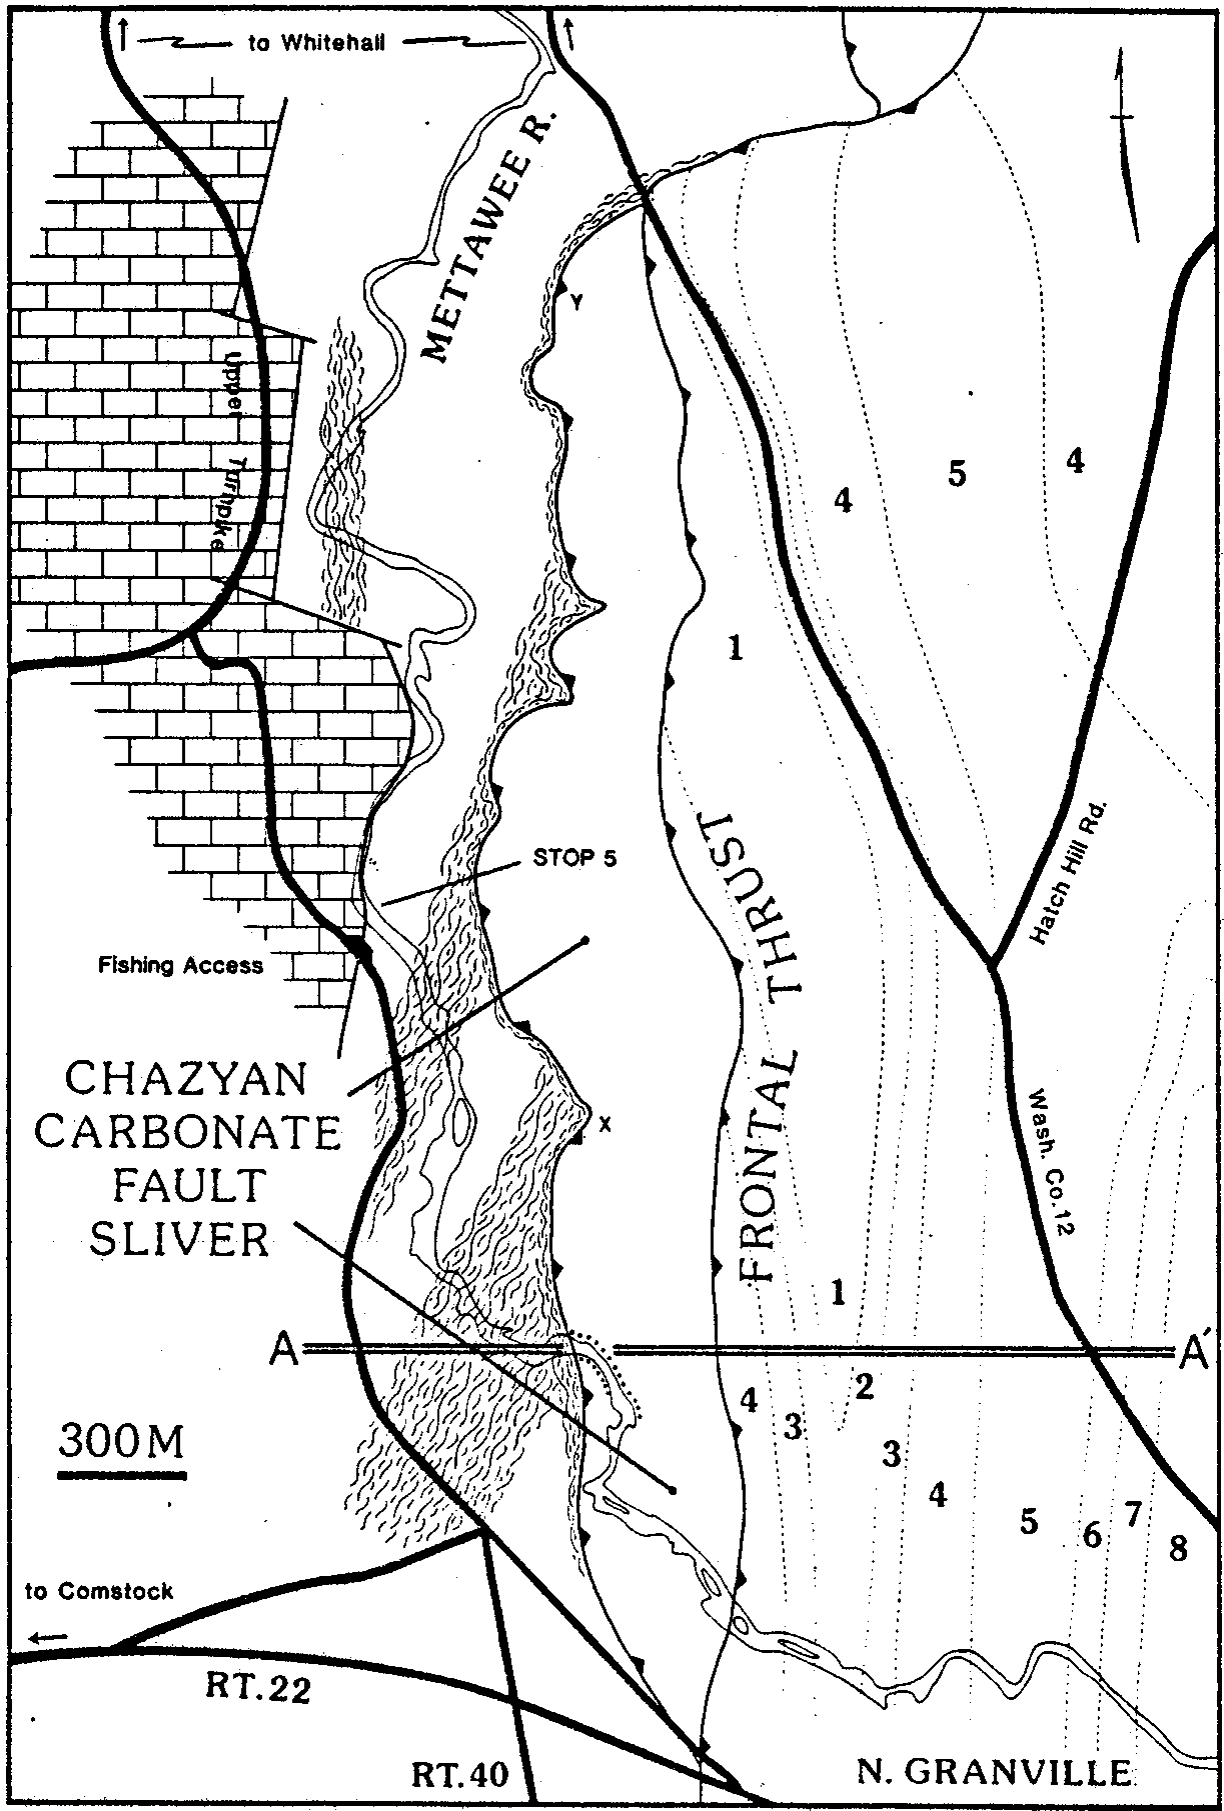 to Whitehall
METTAWEE R.
Y
Upper Turnpike
5
4
4
1
STOP 5
FRONTAL THRUST
Hatch Hill Rd.
Fishing Access
CHAZYAN
CARBONATE
FAULT
SLIVER
X
Wash. Co. 12
1
A
A'
2
4
3
3
4
5
6
7
8
300M
to Comstock
RT.22
RT.40
N. GRANVILLE